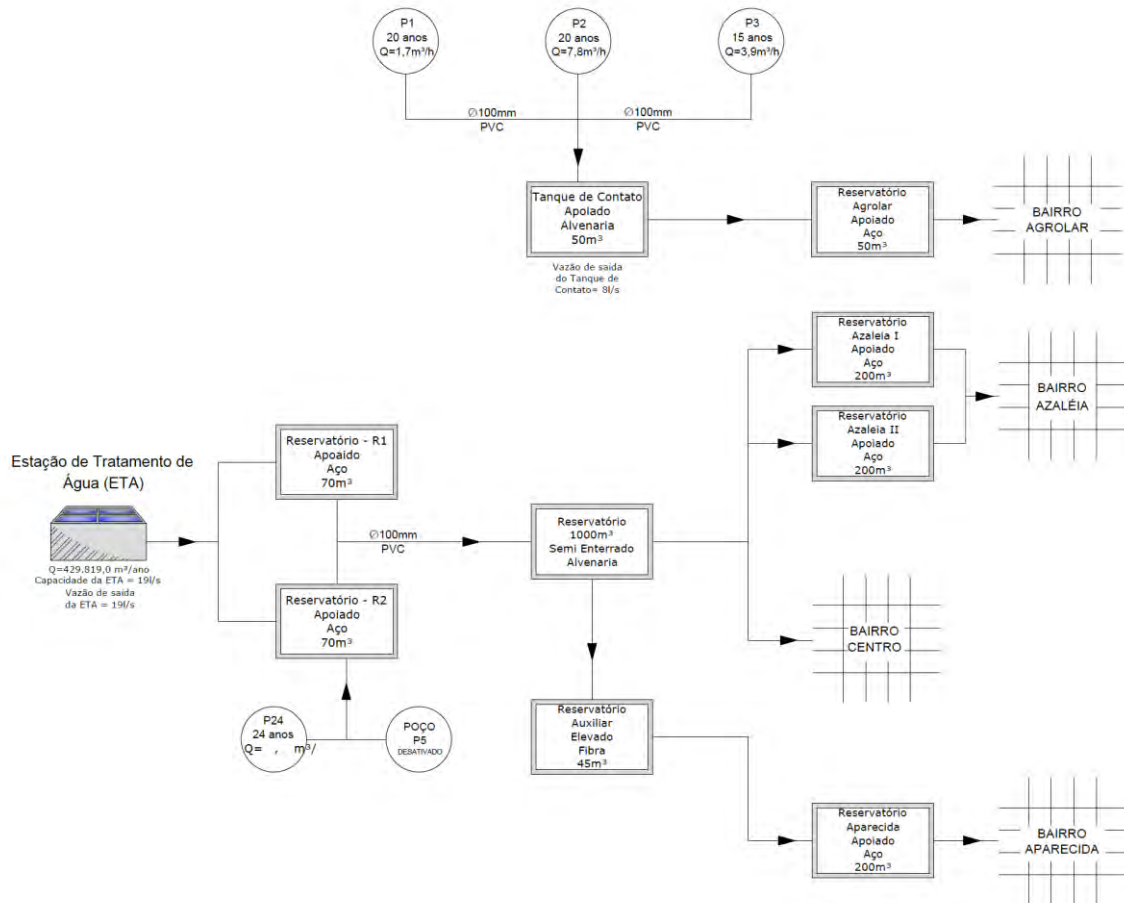 P1
20 anos
Q=1,7m³/h
P2
20 anos
Q=7,8m³/h
P3
15 anos
Q=3,9m³/h
∅100mm
PVC
∅100mm
PVC
Tanque de Contato
Apoiado
Alvenaria
50m³
Vazão de saida
do Tanque de
Contato= 8l/s
Reservatório
Agrolar
Apoiado
Aço
50m³
BAIRRO
AGROLAR
Reservatório
Azaleia I
Apoiado
Aço
200m³
Reservatório
Azaleia II
Apoiado
Aço
200m³
BAIRRO
AZALÉIA
Estação de Tratamento de
Água (ETA)
Q=429.819,0 m³/ano
Capacidade da ETA = 19l/s
Vazão de saída
da ETA = 19l/s
Reservatório - R1
Apoaido
Aço
70m³
∅100mm
PVC
Reservatório - R2
Apoiado
Aço
70m³
P24
24 anos
Q= , m³/
POÇO
P5
DESATIVADO
Reservatório
1000m³
Semi Enterrado
Alvenaria
BAIRRO
CENTRO
Reservatório
Auxiliar
Elevado
Fibra
45m³
Reservatório
Aparecida
Apoiado
Aço
200m³
BAIRRO
APARECIDA